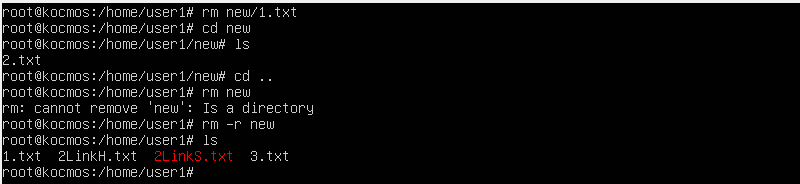 root@kocmos:/home/user1# rm new/1.txt
root@kocmos:/home/user1# cd new
root@kocmos:/home/user1/new# ls
2.txt
root@kocmos:/home/user1/new# cd ..
root@kocmos:/home/user1# rm new
rm: cannot remove 'new': Is a directory
root@kocmos:/home/user1# rm -r new
root@kocmos:/home/user1# ls
1.txt  2LinkH.txt  2LinkS.txt  3.txt
root@kocmos:/home/user1#